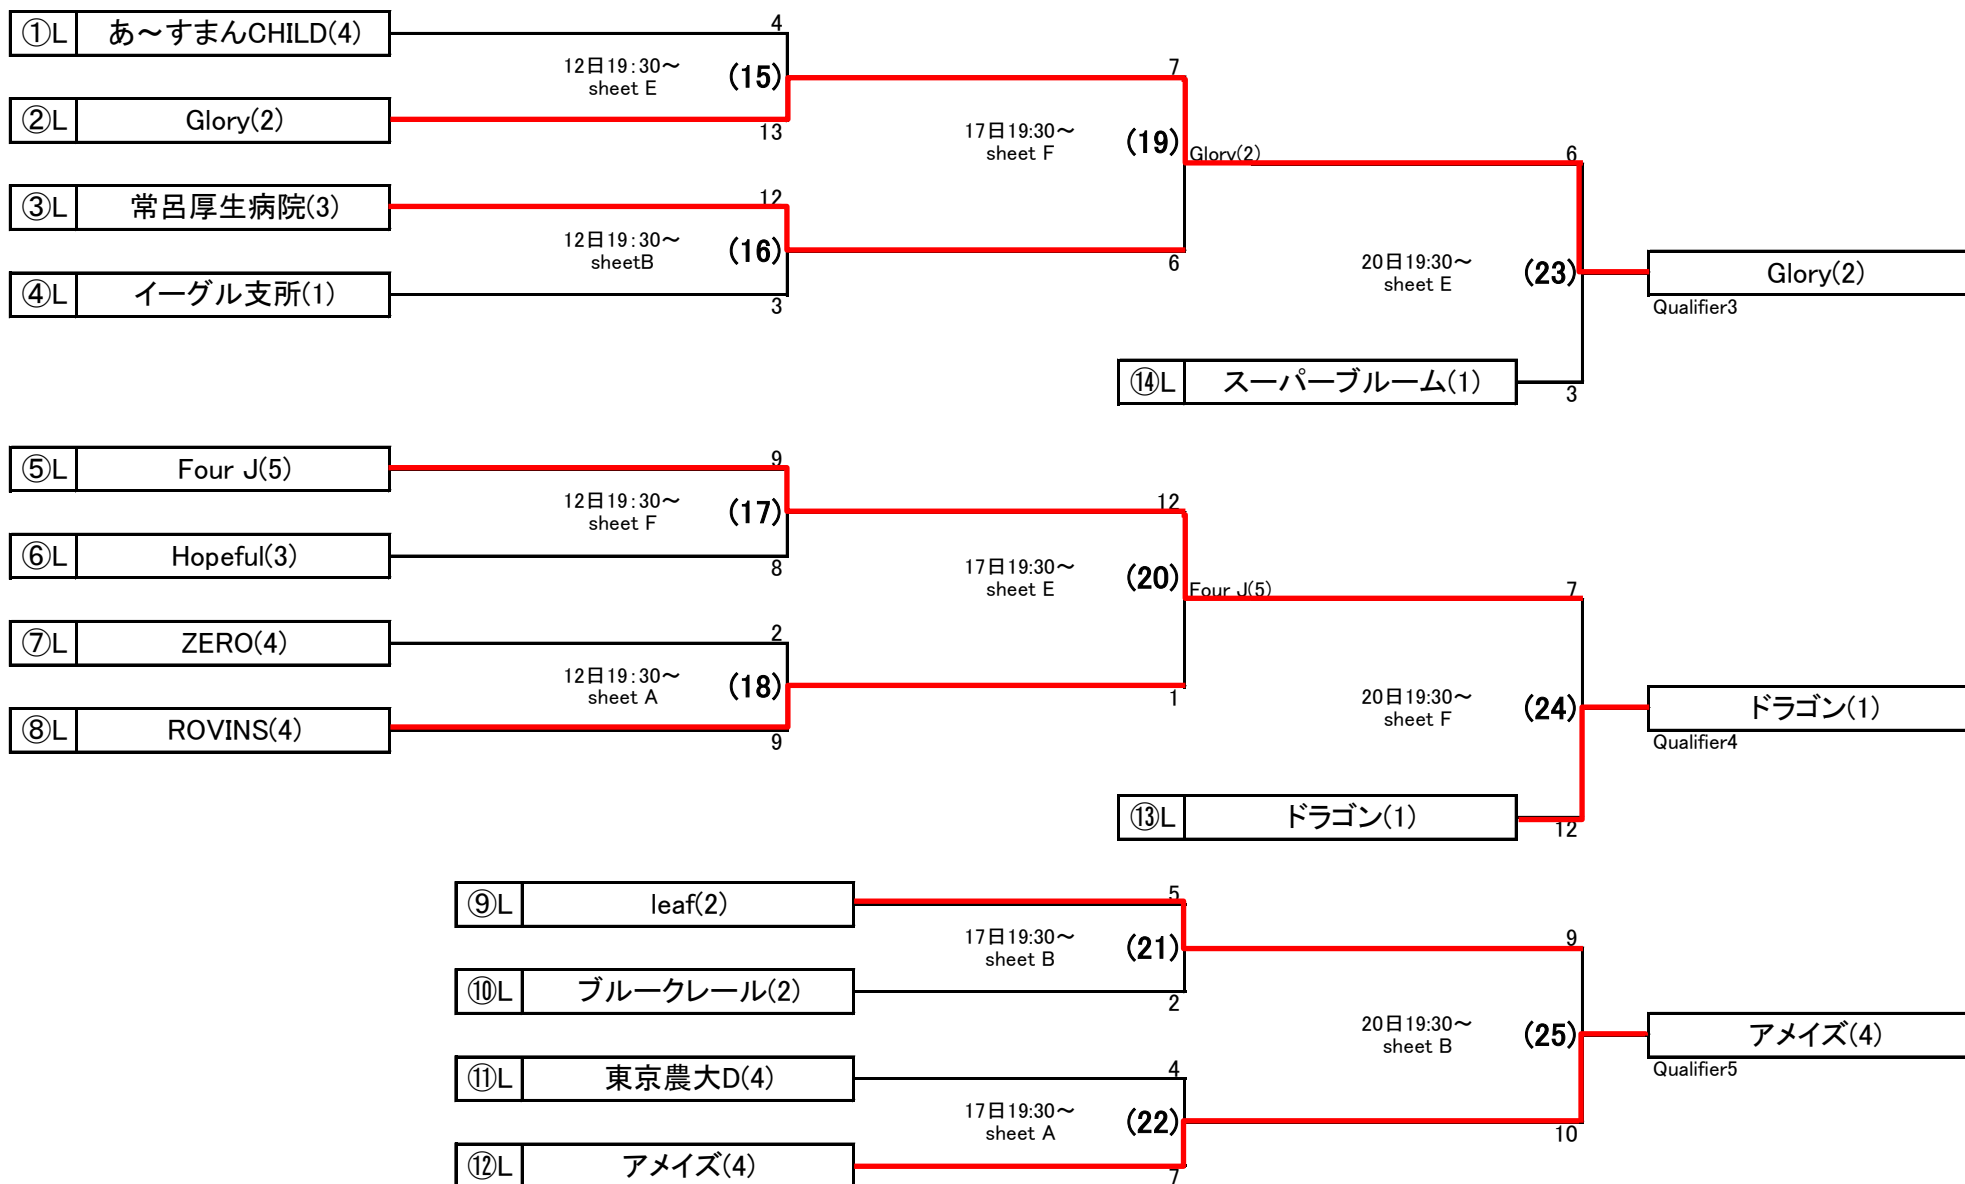 ①L あ～すまんCHILD(4)
4
12日19:30～
sheet E
(15)
②L Glory(2)
13
7
17日19:30～
sheet F
(19)
Glory(2)
6
③L 常呂厚生病院(3)
12
12日19:30～
sheetB
(16)
6
④L イーグル支所(1)
3
20日19:30～
sheet E
(23)
Glory(2)
Qualifier3
⑭L スーパーブルーム(1)
3
⑤L Four J(5)
9
12日19:30～
sheet F
(17)
12
⑥L Hopeful(3)
8
17日19:30～
sheet E
(20)
Four J(5)
7
⑦L ZERO(4)
2
12日19:30～
sheet A
(18)
1
⑧L ROVINS(4)
9
20日19:30～
sheet F
(24)
ドラゴン(1)
Qualifier4
⑬L ドラゴン(1)
12
⑨L leaf(2)
5
17日19:30～
sheet B
(21)
9
⑩L ブルークレール(2)
2
20日19:30～
sheet B
(25)
アメイズ(4)
Qualifier5
⑪L 東京農大D(4)
4
17日19:30～
sheet A
(22)
10
⑫L アメイズ(4)
7